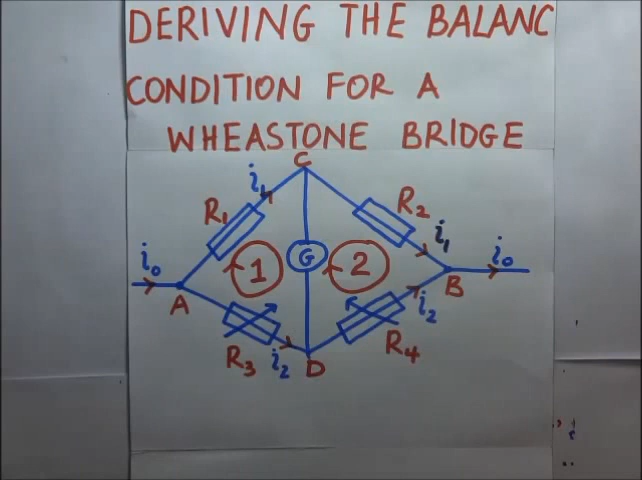 DERIVING THE BALANC
CONDITION FOR A
WHEASTONE BRIDGE
C
i1
R1
R2
i1
i0
G
1
2
i0
A
B
i2
R3
i2
D
R4